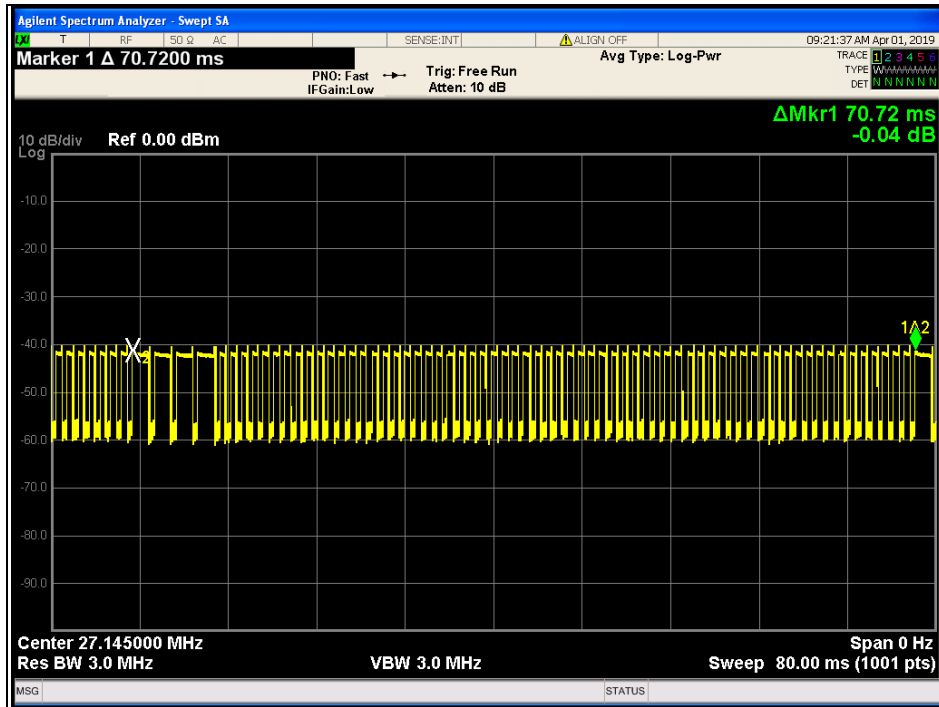 Agilent Spectrum Analyzer - Swept SA
LXI T RF 50 Ω AC SENSE:INT ALIGN OFF 09:21:37 AM Apr 01, 2019
Marker 1 Δ 70.7200 ms
PNO: Fast
IFGain:Low
Trig: Free Run
Atten: 10 dB
Avg Type: Log-Pwr
TRACE 1 2 3 4 5 6
TYPE WWWWWW
DET N N N N N N
ΔMkr1 70.72 ms
-0.04 dB
10 dB/div Ref 0.00 dBm
Log
-10.0
-20.0
-30.0
1Δ2
-40.0
2
-50.0
-60.0
-70.0
-80.0
-90.0
Center 27.145000 MHz Span 0 Hz
Res BW 3.0 MHz VBW 3.0 MHz Sweep 80.00 ms (1001 pts)
MSG STATUS